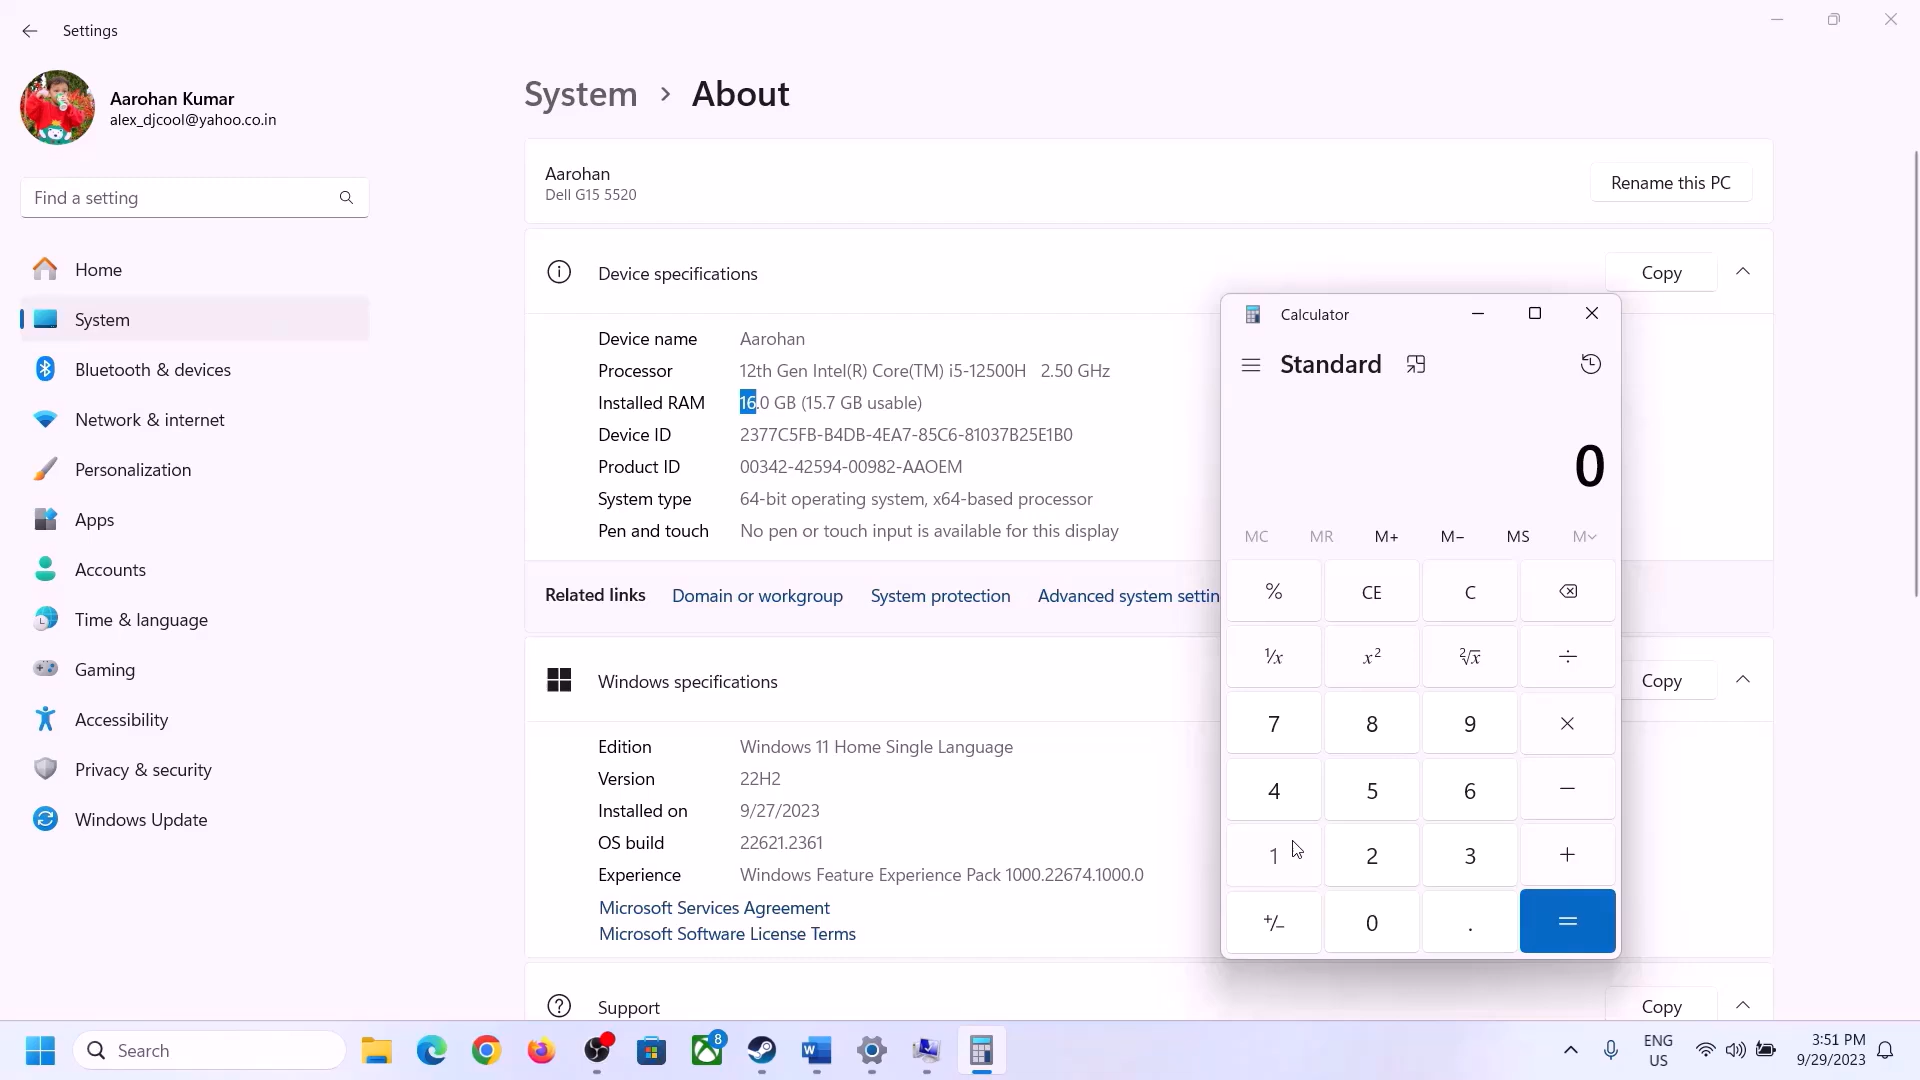 Settings
Aarohan Kumar
alex_djcool@yahoo.co.in
Find a setting
Home
System
Bluetooth & devices
Network & internet
Personalization
Apps
Accounts
Time & language
Gaming
Accessibility
Privacy & security
Windows Update
System > About
Aarohan
Dell G15 5520
Rename this PC
Device specifications
Copy
Device name Aarohan
Processor 12th Gen Intel(R) Core(TM) i5-12500H 2.50 GHz
Installed RAM 16.0 GB (15.7 GB usable)
Device ID 2377C5FB-B4DB-4EA7-85C6-81037B25E1B0
Product ID 00342-42594-00982-AAOEM
System type 64-bit operating system, x64-based processor
Pen and touch No pen or touch input is available for this display
Related links Domain or workgroup System protection Advanced system settin
Windows specifications
Copy
Edition Windows 11 Home Single Language
Version 22H2
Installed on 9/27/2023
OS build 22621.2361
Experience Windows Feature Experience Pack 1000.22674.1000.0
Microsoft Services Agreement
Microsoft Software License Terms
Support
Copy
Calculator
Standard
0
MC MR M+ M− MS M
% CE C
⅟x x² ²√x ÷
7 8 9 ×
4 5 6 −
1 2 3 +
+/− 0 . =
Search
8
W
ENG
US
3:51 PM
9/29/2023